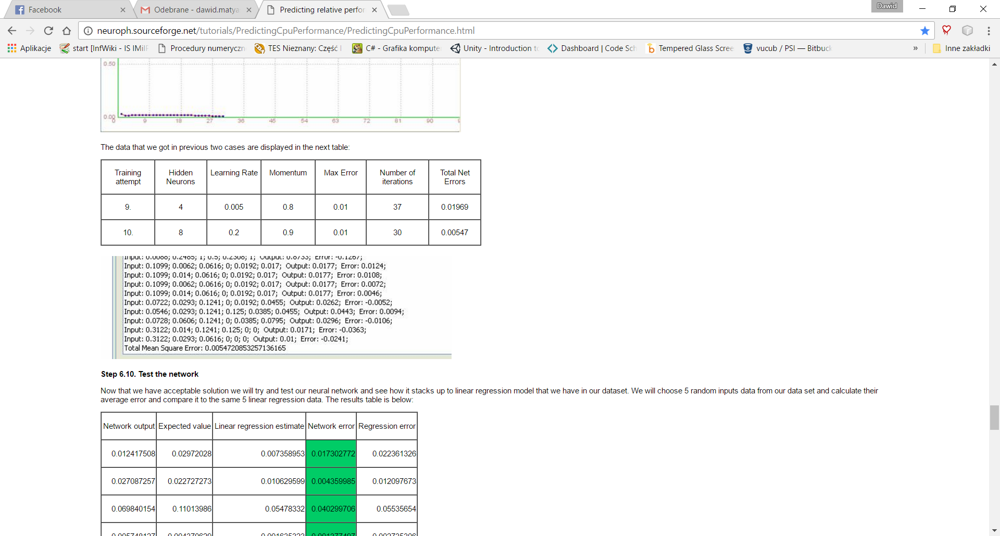 Facebook
Odebrane - dawid.matya
Predicting relative perfor
Dawid
neuroph.sourceforge.net/tutorials/PredictingCpuPerformance/PredictingCpuPerformance.html
Aplikacje
start [InfWiki - IS IMiIF
Procedury numeryczn
TES Nieznany: Część I
C# - Grafika kompute
Unity - Introduction to
Dashboard | Code Sch
Tempered Glass Scree
vucub / PSI — Bitbuck
»
Inne zakładki
0.50
0.00
0 9 18 27 36 45 54 63 72 81 90
The data that we got in previous two cases are displayed in the next table:
Training attempt Hidden Neurons Learning Rate Momentum Max Error Number of iterations Total Net Errors
9. 4 0.005 0.8 0.01 37 0.01969
10. 8 0.2 0.9 0.01 30 0.00547
Input: 0.0088; 0.2485; 1; 0.5; 0.2308; 1; Output: 0.8733; Error: -0.1267;
Input: 0.1099; 0.0062; 0.0616; 0; 0.0192; 0.017; Output: 0.0177; Error: 0.0124;
Input: 0.1099; 0.014; 0.0616; 0; 0.0192; 0.017; Output: 0.0177; Error: 0.0108;
Input: 0.1099; 0.0062; 0.0616; 0; 0.0192; 0.017; Output: 0.0177; Error: 0.0072;
Input: 0.1099; 0.014; 0.0616; 0; 0.0192; 0.017; Output: 0.0177; Error: 0.0046;
Input: 0.0722; 0.0293; 0.1241; 0; 0.0192; 0.0455; Output: 0.0262; Error: -0.0052;
Input: 0.0546; 0.0293; 0.1241; 0.125; 0.0385; 0.0455; Output: 0.0443; Error: 0.0094;
Input: 0.0728; 0.0606; 0.1241; 0; 0.0385; 0.0795; Output: 0.0296; Error: -0.0106;
Input: 0.3122; 0.014; 0.1241; 0.125; 0; 0; Output: 0.0171; Error: -0.0363;
Input: 0.3122; 0.0293; 0.0616; 0; 0; 0; Output: 0.01; Error: -0.0241;
Total Mean Square Error: 0.0054720853257136165
Step 6.10. Test the network
Now that we have acceptable solution we will try and test our neural network and see how it stacks up to linear regression model that we have in our dataset. We will choose 5 random inputs data from our data set and calculate their
average error and compare it to the same 5 linear regression data. The results table is below:
Network output Expected value Linear regression estimate Network error Regression error
0.012417508 0.02972028 0.007358953 0.017302772 0.022361326
0.027087257 0.022727273 0.010629599 0.004359985 0.012097673
0.069840154 0.11013986 0.05478332 0.040299706 0.05535654
0.005748127 0.004370629 0.001635323 0.001377497 0.002735306